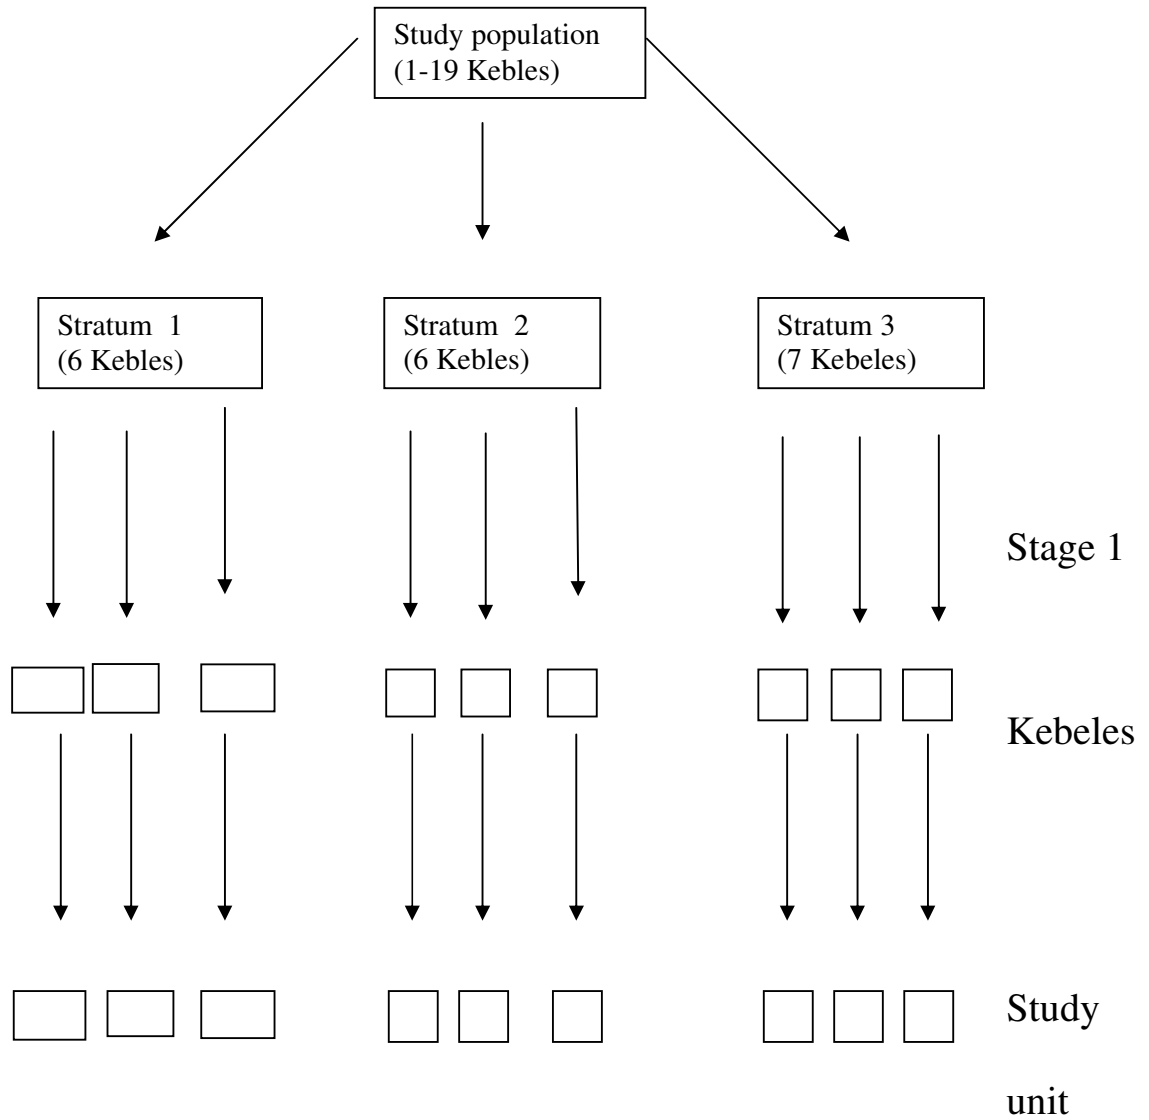 Study population
(1-19 Kebles)
Stratum  1
(6 Kebles)
Stratum  2
(6 Kebles)
Stratum 3
(7 Kebeles)
Stage 1
Kebeles
Study
unit